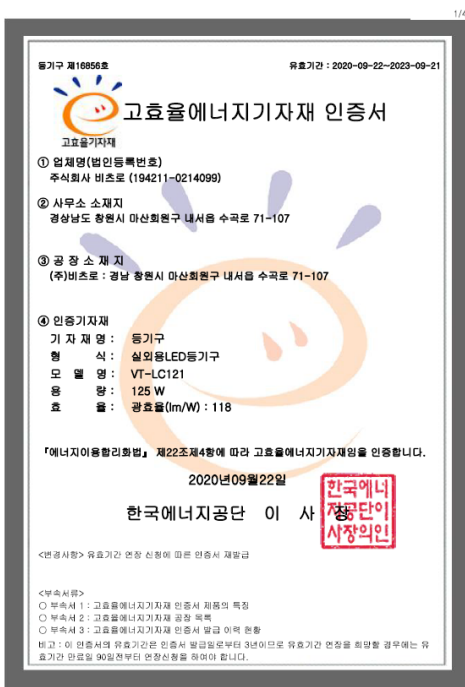 1/4
등기구 제16856호
유효기간 : 2020-09-22~2023-09-21
고효율기자재
고효율에너지기자재 인증서
① 업체명(법인등록번호)
주식회사 비츠로 (194211-0214099)
② 사무소 소재지
경상남도 창원시 마산회원구 내서읍 수곡로 71-107
③ 공 장 소 재 지
(주)비츠로 : 경남 창원시 마산회원구 내서읍 수곡로 71-107
④ 인증기자재
기 자 재 명 : 등기구
형 식 : 실외용LED등기구
모 델 명 : VT-LC121
용 량 : 125 W
효 율 : 광효율(lm/W) : 118
『에너지이용합리화법』 제22조제4항에 따라 고효율에너지기자재임을 인증합니다.
2020년09월22일
한국에너지공단 이 사 장
한국에너
지공단이
사장의인
<변경사항> 유효기간 연장 신청에 따른 인증서 재발급
<부속서류>
○ 부속서 1 : 고효율에너지기자재 인증서 제품의 특징
○ 부속서 2 : 고효율에너지기자재 공장 목록
○ 부속서 3 : 고효율에너지기자재 인증서 발급 이력 현황
비고 : 이 인증서의 유효기간은 인증서 발급일로부터 3년이므로 유효기간 연장을 희망할 경우에는 유
효기간 만료일 90일전부터 연장신청을 하여야 합니다.